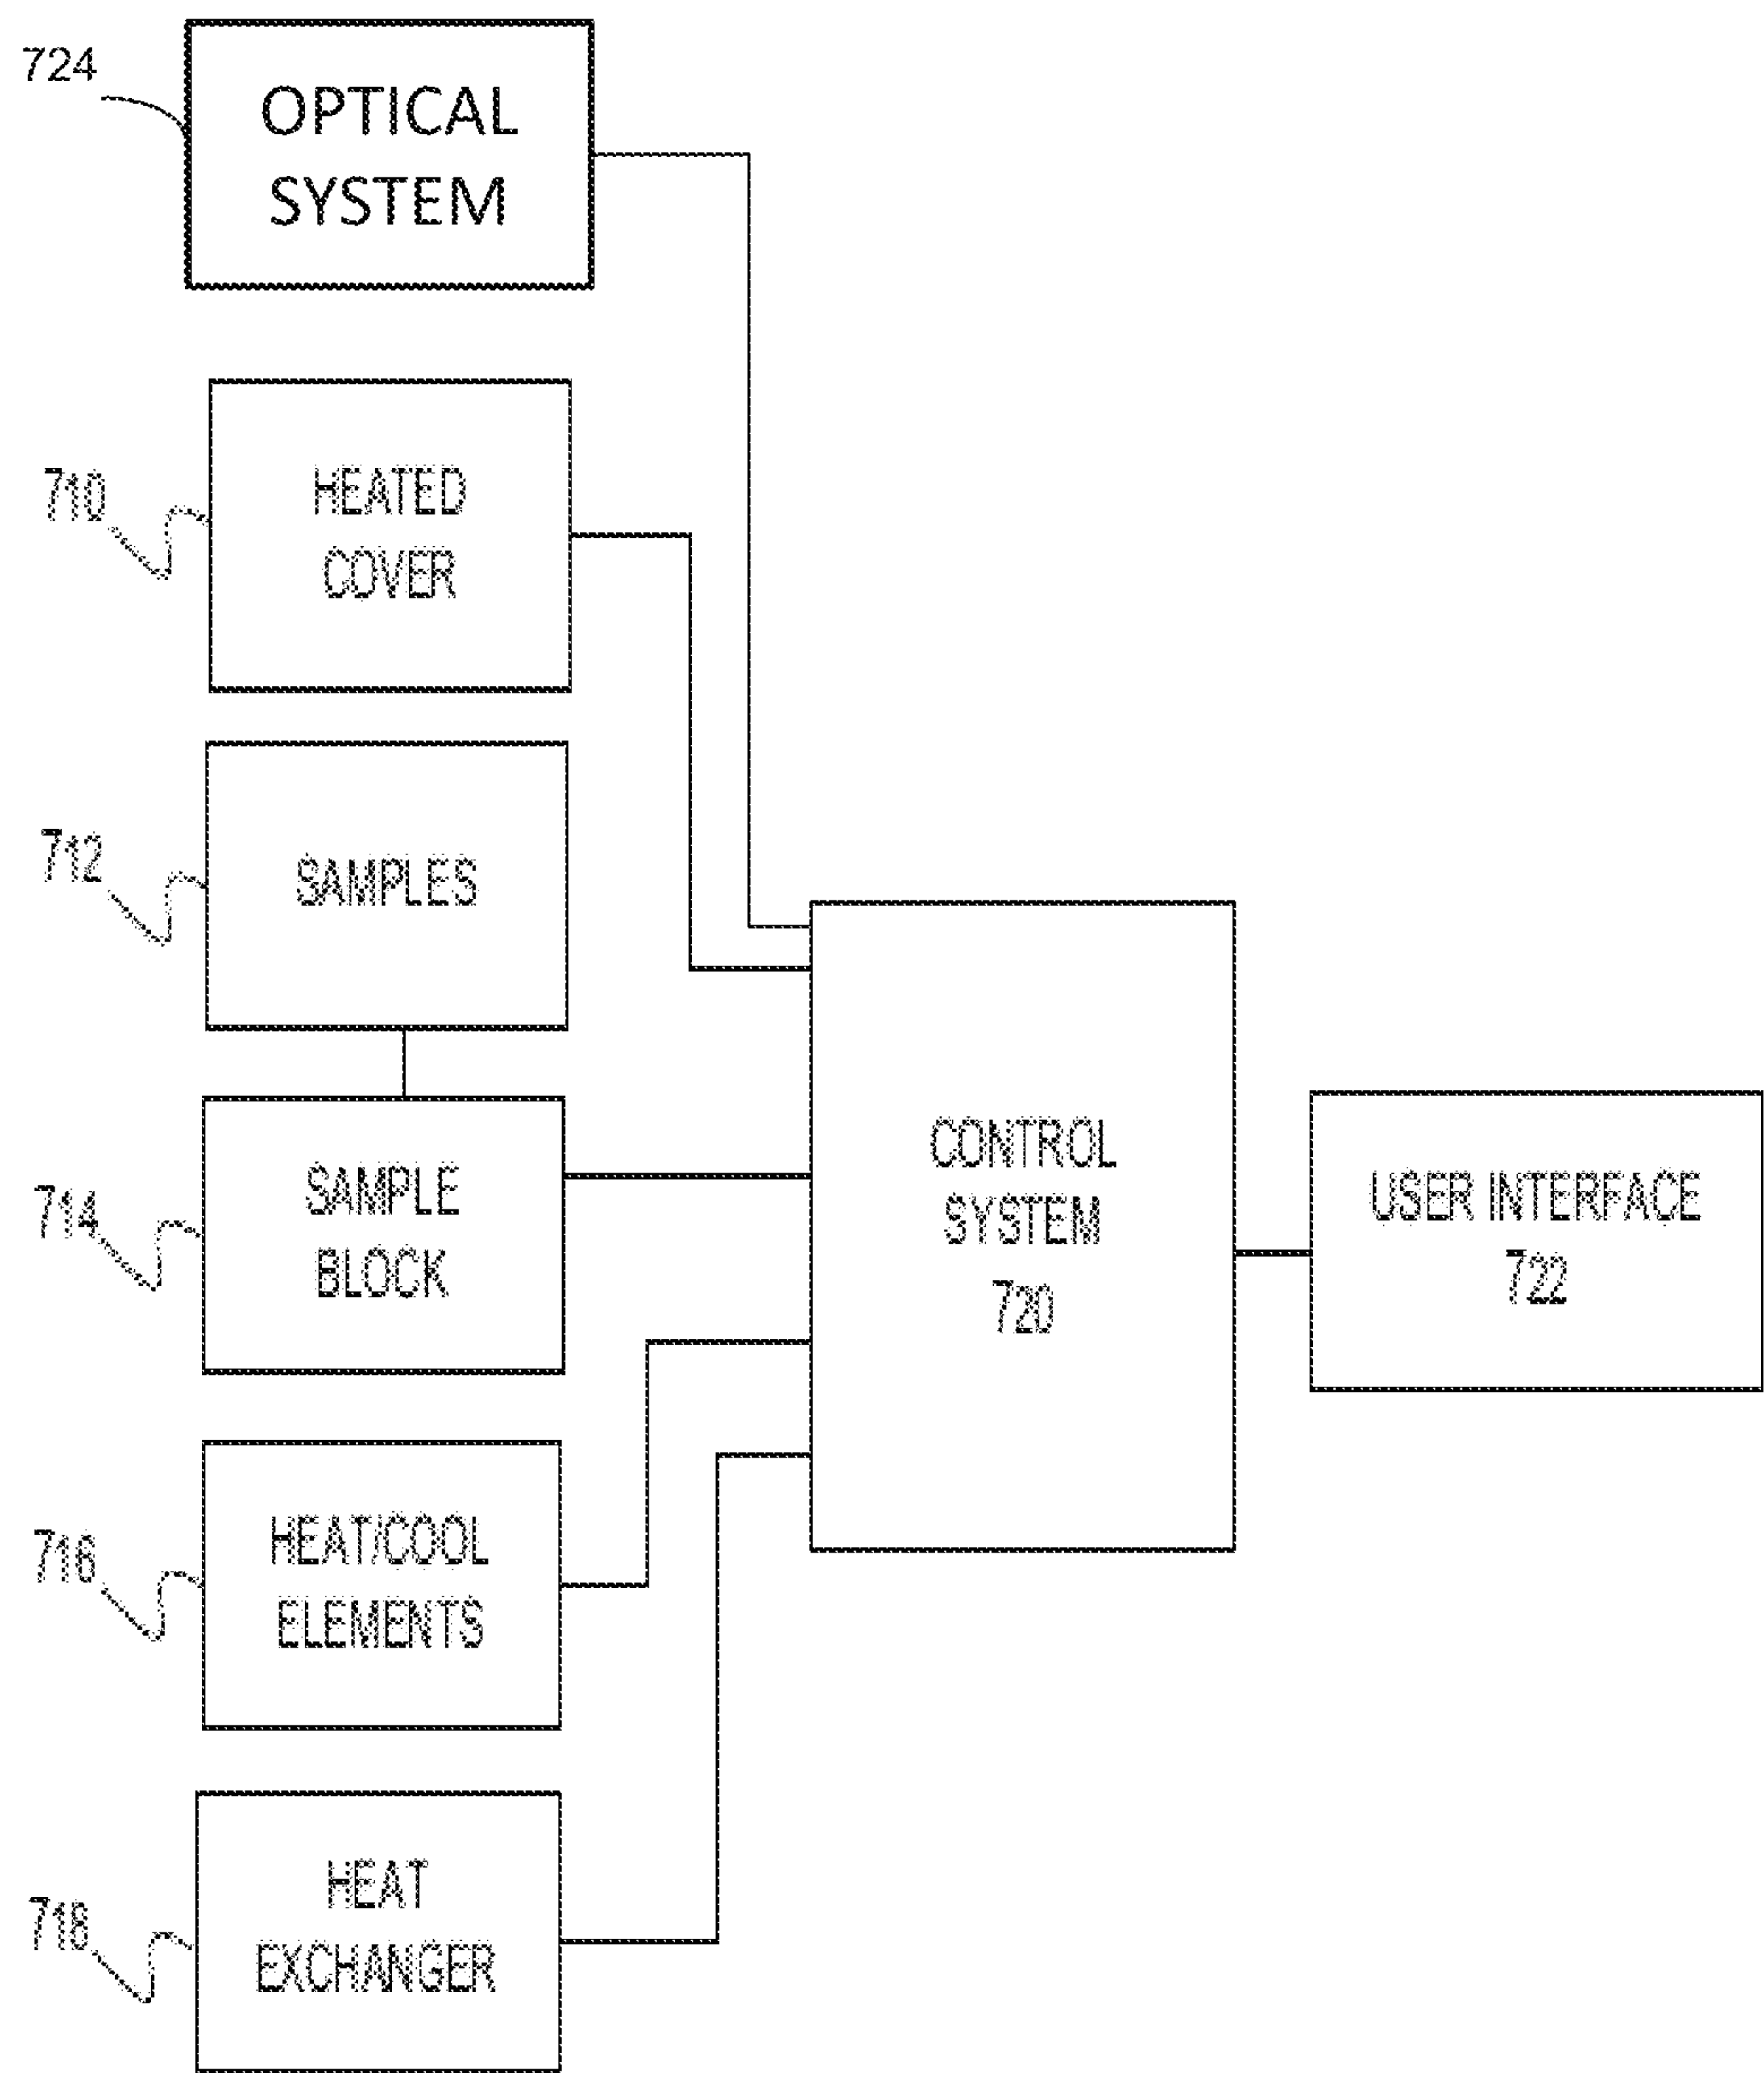 724
OPTICAL
SYSTEM
710
HEATED
COVER
712
SAMPLES
714
SAMPLE
BLOCK
CONTROL
SYSTEM
720
USER INTERFACE
722
716
HEAT/COOL
ELEMENTS
718
HEAT
EXCHANGER